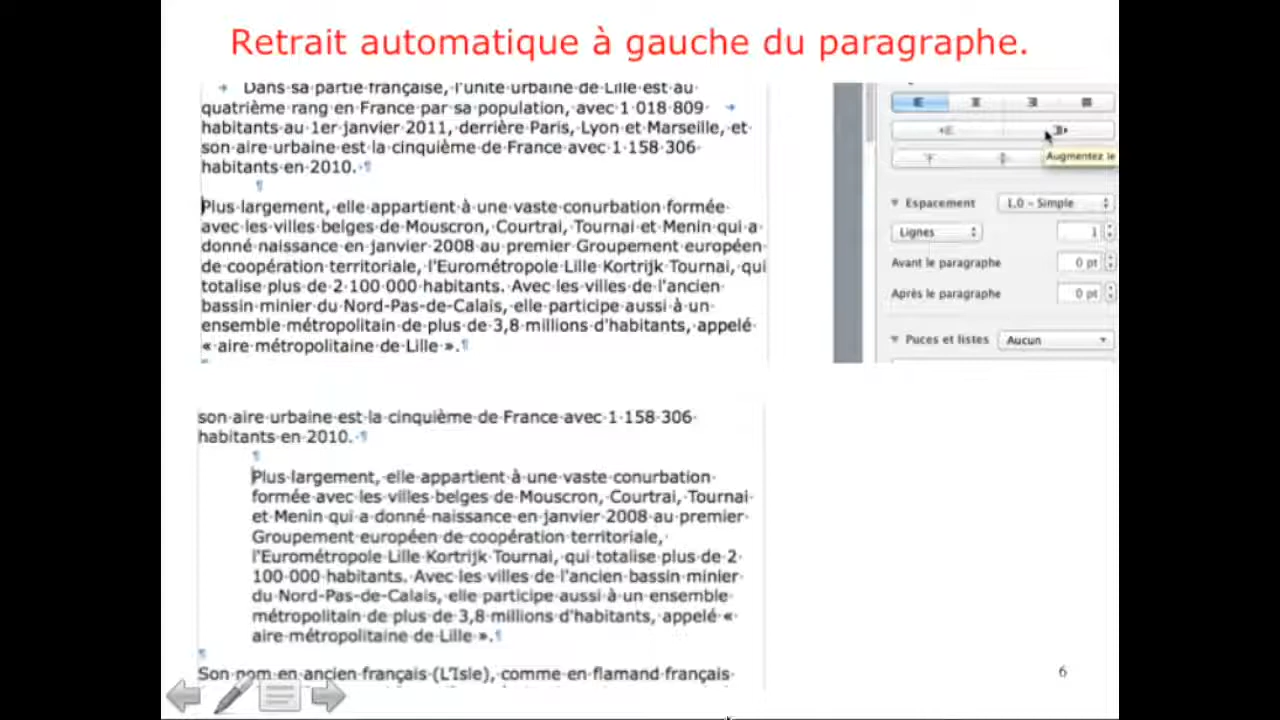 Retrait automatique à gauche du paragraphe.
Dans sa partie française, l'unité urbaine de Lille est au
quatrième rang en France par sa population, avec 1 018 809
habitants au 1er janvier 2011, derrière Paris, Lyon et Marseille, et
son aire urbaine est la cinquième de France avec 1 158 306
habitants en 2010. ¶
¶
Plus largement, elle appartient à une vaste conurbation formée
avec les villes belges de Mouscron, Courtrai, Tournai et Menin qui a
donné naissance en janvier 2008 au premier Groupement européen
de coopération territoriale, l'Eurométropole Lille Kortrijk Tournai, qui
totalise plus de 2 100 000 habitants. Avec les villes de l'ancien
bassin minier du Nord-Pas-de-Calais, elle participe aussi à un
ensemble métropolitain de plus de 3,8 millions d'habitants, appelé
« aire métropolitaine de Lille ».¶
Augmentez le
Espacement 1,0 - Simple
Lignes 1
Avant le paragraphe 0 pt
Après le paragraphe 0 pt
Puces et listes Aucun
son aire urbaine est la cinquième de France avec 1 158 306
habitants en 2010. ¶
¶
Plus largement, elle appartient à une vaste conurbation
formée avec les villes belges de Mouscron, Courtrai, Tournai
et Menin qui a donné naissance en janvier 2008 au premier
Groupement européen de coopération territoriale,
l'Eurométropole Lille Kortrijk Tournai, qui totalise plus de 2
100 000 habitants. Avec les villes de l'ancien bassin minier
du Nord-Pas-de-Calais, elle participe aussi à un ensemble
métropolitain de plus de 3,8 millions d'habitants, appelé «
aire métropolitaine de Lille ».¶
¶
Son nom en ancien français (L'Isle), comme en flamand français
6